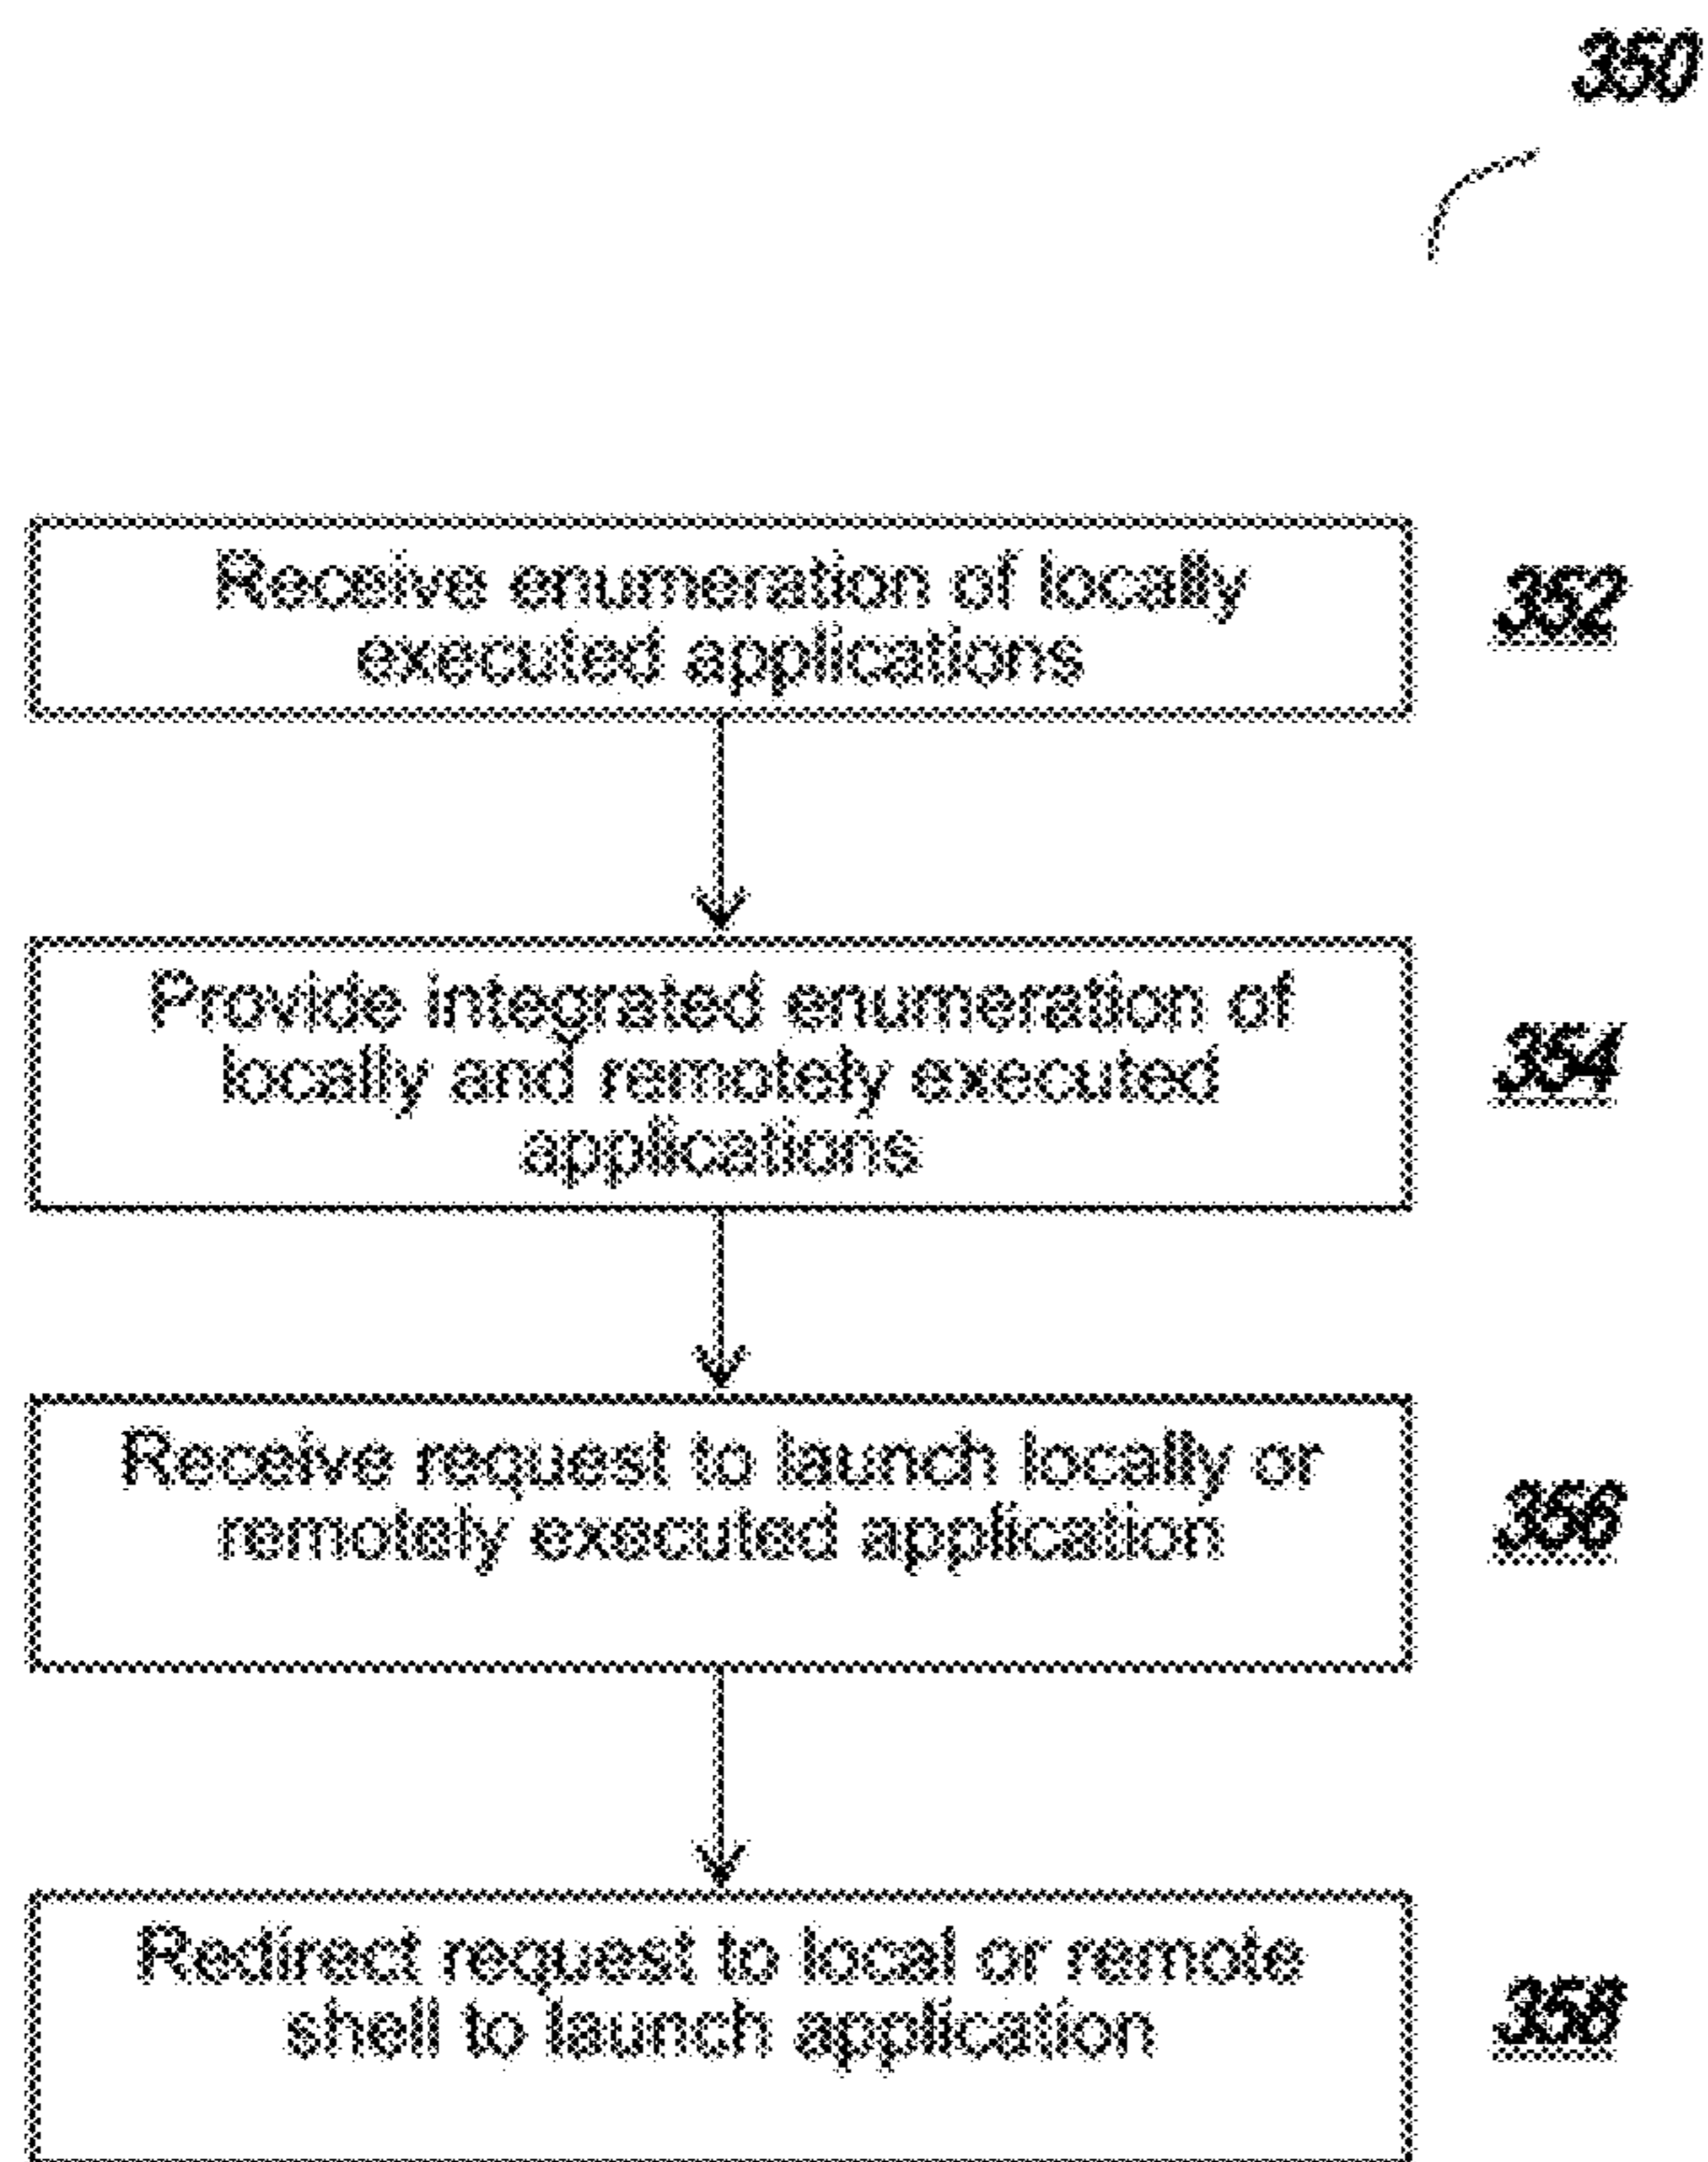 350
Receive enumeration of locally
executed applications
352
Provide integrated enumeration of
locally and remotely executed
applications
354
Receive request to launch locally or
remotely executed application
356
Redirect request to local or remote
shell to launch application
358